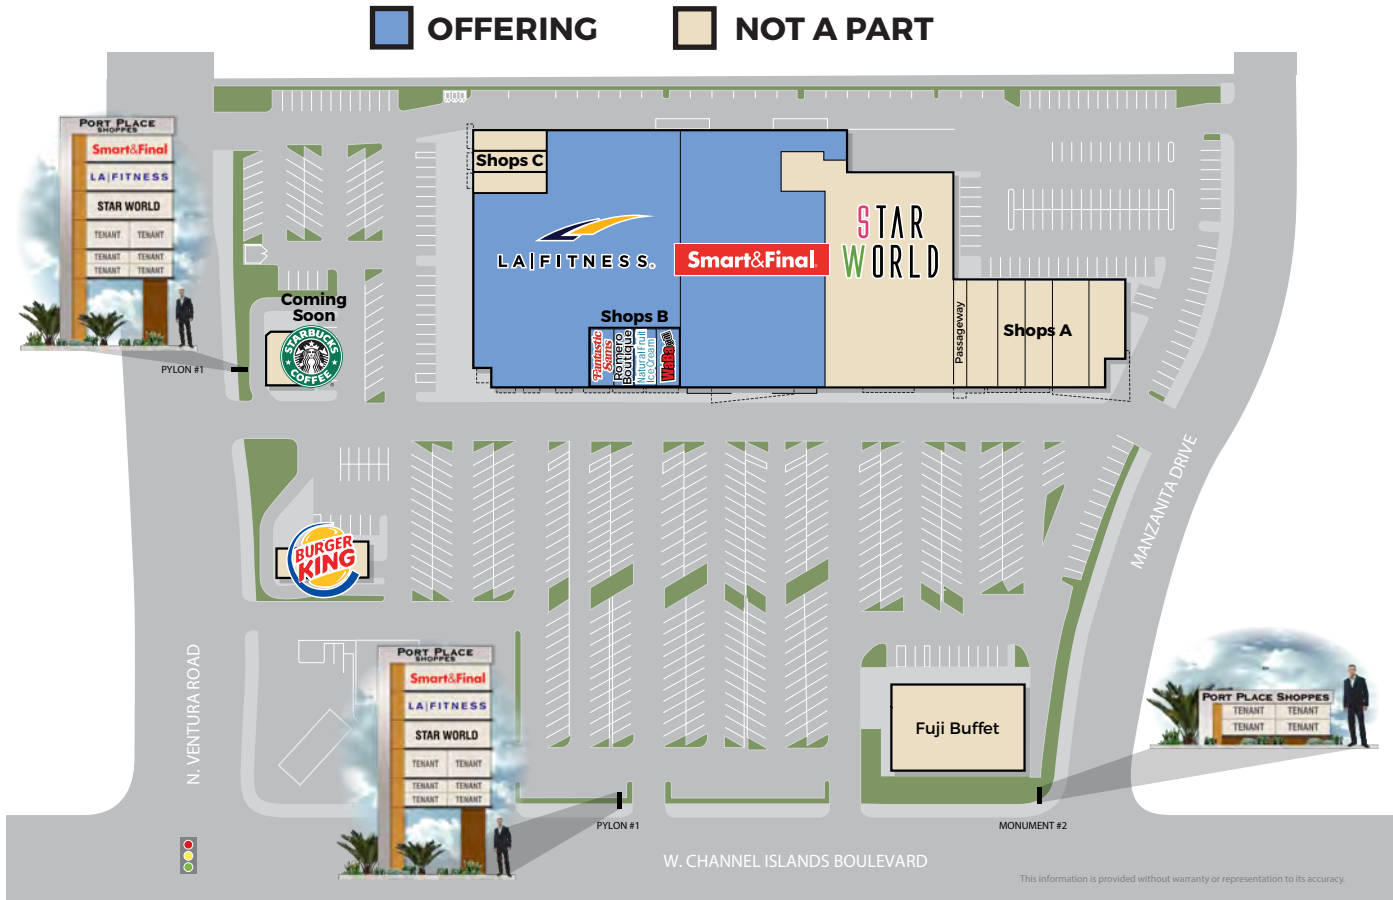 OFFERING
NOT A PART
PORT PLACE
SHOPPES
Smart&Final
LA|FITNESS
STAR WORLD
TENANT TENANT
TENANT TENANT
TENANT TENANT
PYLON #1
Coming
Soon
STARBUCKS
COFFEE
Shops C
LA|FITNESS.
Smart&Final
STAR
WORLD
Shops B
Fantastic
Sams
Romero
Boutique
Natural Fruit
Ice Cream
WaBa Grill
Passageway
Shops A
BURGER
KING
MANZANITA DRIVE
N. VENTURA ROAD
PORT PLACE
SHOPPES
Smart&Final
LA|FITNESS
STAR WORLD
TENANT TENANT
TENANT TENANT
TENANT TENANT
PYLON #1
Fuji Buffet
PORT PLACE SHOPPES
TENANT TENANT
TENANT TENANT
MONUMENT #2
W. CHANNEL ISLANDS BOULEVARD
This information is provided without warranty or representation to its accuracy.